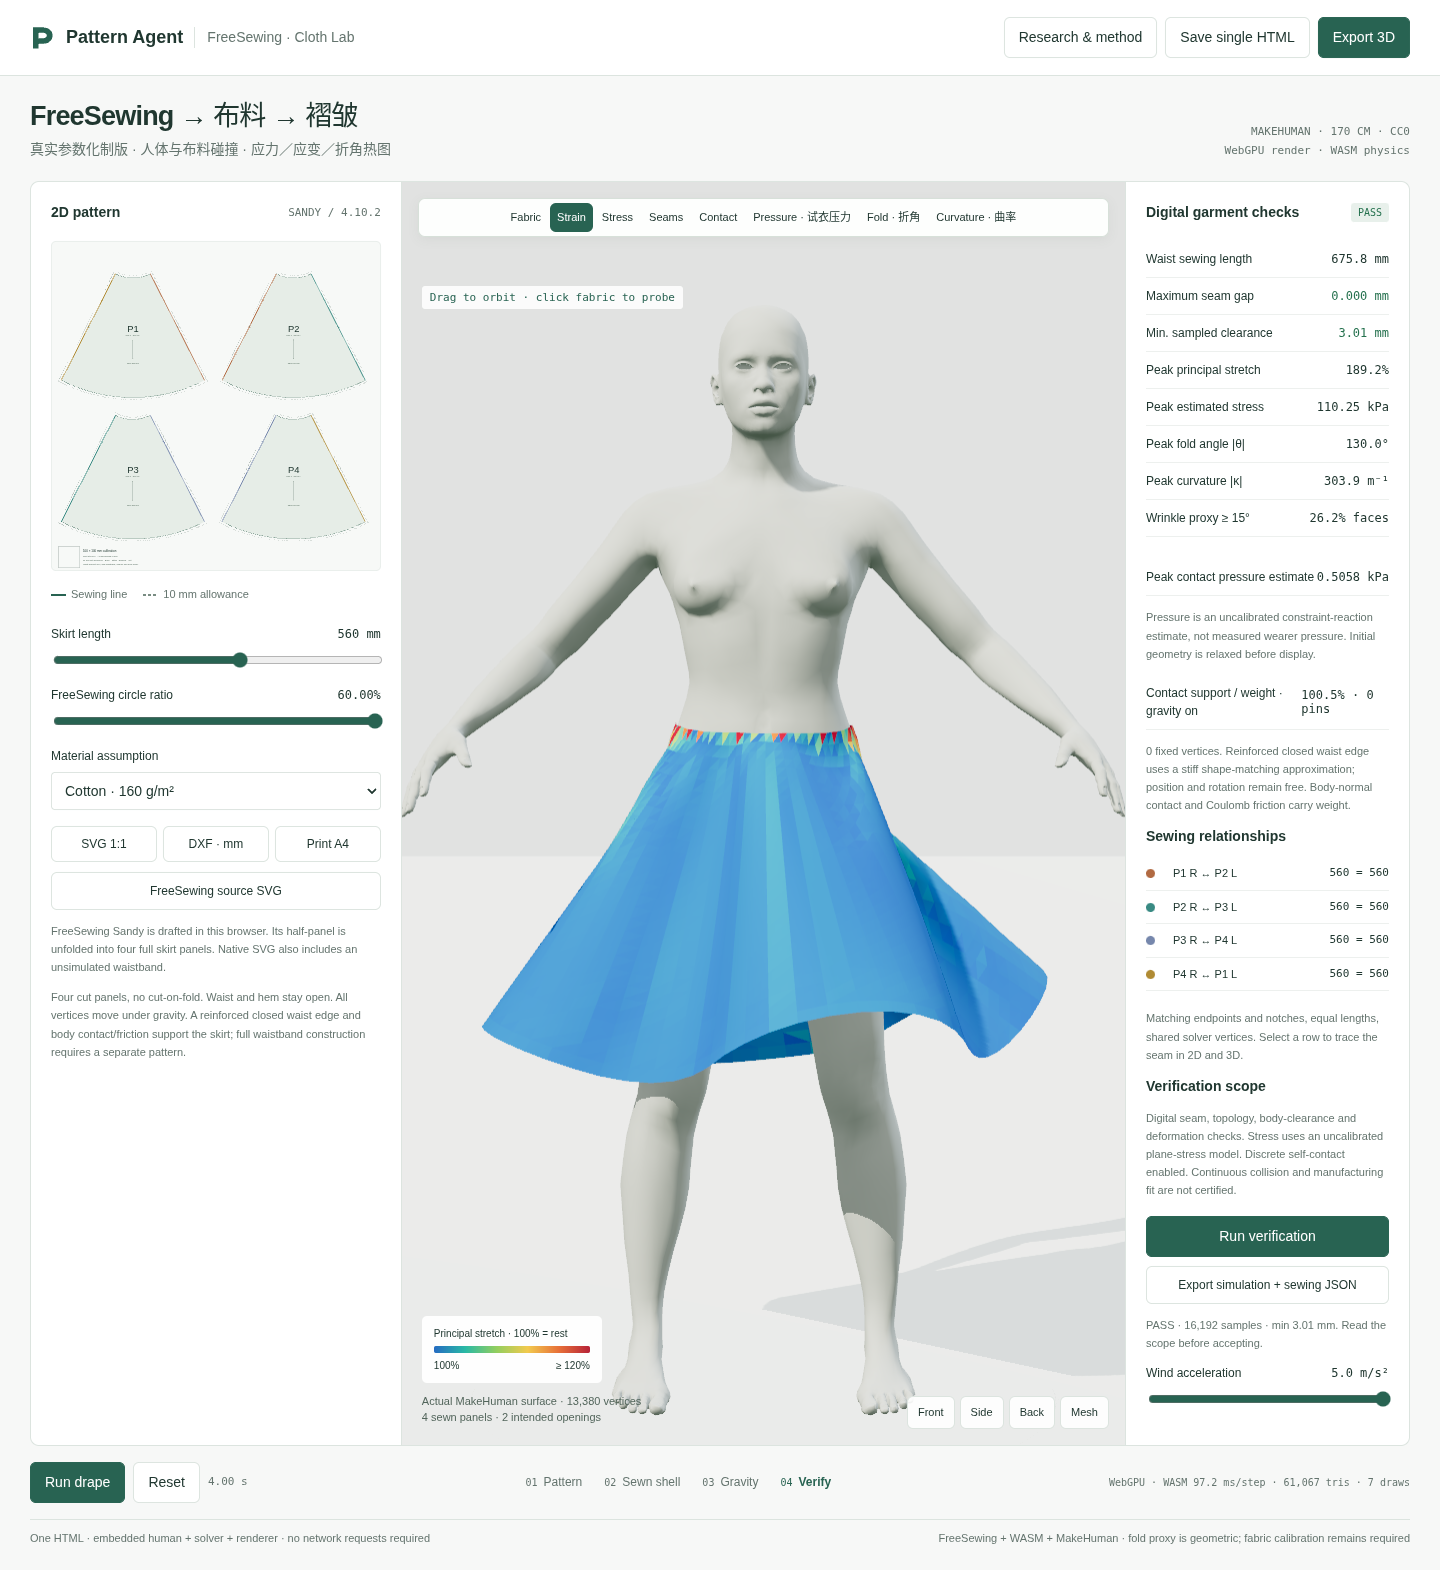 Pattern Agent
FreeSewing · Cloth Lab
Research & method
Save single HTML
Export 3D
FreeSewing → 布料 → 褶皱
真实参数化制版 · 人体与布料碰撞 · 应力／应变／折角热图
MAKEHUMAN · 170 CM · CC0
WebGPU render · WASM physics
2D pattern
SANDY / 4.10.2
P1
P2
P3
P4
Sewing line
10 mm allowance
Skirt length
560 mm
FreeSewing circle ratio
60.00%
Material assumption
Cotton · 160 g/m²
SVG 1:1
DXF · mm
Print A4
FreeSewing source SVG
FreeSewing Sandy is drafted in this browser. Its half-panel is
unfolded into four full skirt panels. Native SVG also includes an
unsimulated waistband.
Four cut panels, no cut-on-fold. Waist and hem stay open. All
vertices move under gravity. A reinforced closed waist edge and
body contact/friction support the skirt; full waistband construction
requires a separate pattern.
Fabric
Strain
Stress
Seams
Contact
Pressure · 试衣压力
Fold · 折角
Curvature · 曲率
Drag to orbit · click fabric to probe
Principal stretch · 100% = rest
100%
≥ 120%
Actual MakeHuman surface · 13,380 vertices
4 sewn panels · 2 intended openings
Front
Side
Back
Mesh
Digital garment checks
PASS
Waist sewing length
675.8 mm
Maximum seam gap
0.000 mm
Min. sampled clearance
3.01 mm
Peak principal stretch
189.2%
Peak estimated stress
110.25 kPa
Peak fold angle |θ|
130.0°
Peak curvature |κ|
303.9 m⁻¹
Wrinkle proxy ≥ 15°
26.2% faces
Peak contact pressure estimate
0.5058 kPa
Pressure is an uncalibrated constraint-reaction
estimate, not measured wearer pressure. Initial
geometry is relaxed before display.
Contact support / weight ·
gravity on
100.5% · 0
pins
0 fixed vertices. Reinforced closed waist edge
uses a stiff shape-matching approximation;
position and rotation remain free. Body-normal
contact and Coulomb friction carry weight.
Sewing relationships
P1 R ↔ P2 L
560 = 560
P2 R ↔ P3 L
560 = 560
P3 R ↔ P4 L
560 = 560
P4 R ↔ P1 L
560 = 560
Matching endpoints and notches, equal lengths,
shared solver vertices. Select a row to trace the
seam in 2D and 3D.
Verification scope
Digital seam, topology, body-clearance and
deformation checks. Stress uses an uncalibrated
plane-stress model. Discrete self-contact
enabled. Continuous collision and manufacturing
fit are not certified.
Run verification
Export simulation + sewing JSON
PASS · 16,192 samples · min 3.01 mm. Read the
scope before accepting.
Wind acceleration
5.0 m/s²
Run drape
Reset
4.00 s
01 Pattern
02 Sewn shell
03 Gravity
04 Verify
WebGPU · WASM 97.2 ms/step · 61,067 tris · 7 draws
One HTML · embedded human + solver + renderer · no network requests required
FreeSewing + WASM + MakeHuman · fold proxy is geometric; fabric calibration remains required